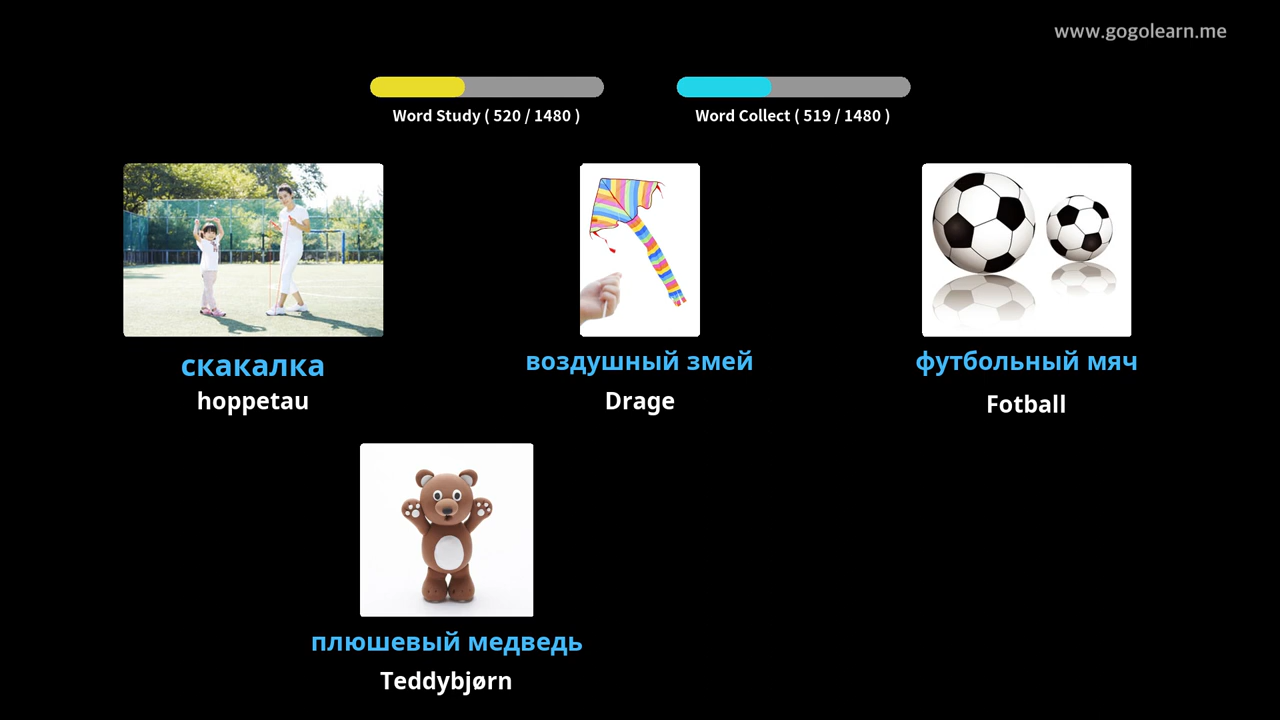 www.gogolearn.me
Word Study ( 520 / 1480 )
Word Collect ( 519 / 1480 )
скакалка
hoppetau
воздушный змей
Drage
футбольный мяч
Fotball
плюшевый медведь
Teddybjørn